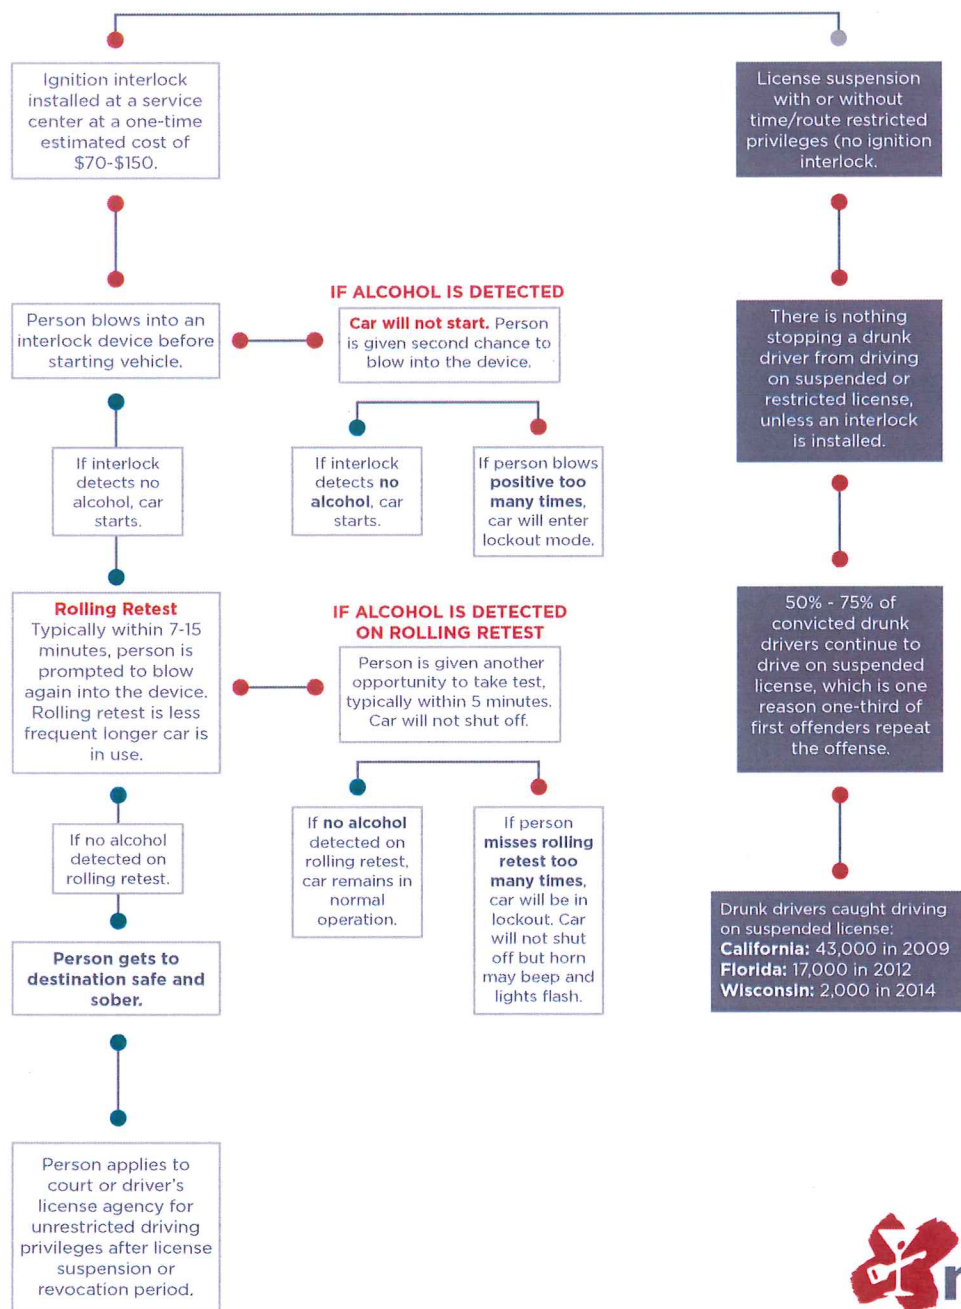 Ignition interlock
installed at a service
center at a one-time
estimated cost of
$70-$150.
Person blows into an
interlock device before
starting vehicle.
IF ALCOHOL IS DETECTED
Car will not start. Person
is given second chance to
blow into the device.
If interlock
detects no
alcohol, car
starts.
If interlock
detects no
alcohol, car
starts.
If person blows
positive too
many times,
car will enter
lockout mode.
Rolling Retest
Typically within 7-15
minutes, person is
prompted to blow
again into the device.
Rolling retest is less
frequent longer car is
in use.
IF ALCOHOL IS DETECTED
ON ROLLING RETEST
Person is given another
opportunity to take test,
typically within 5 minutes.
Car will not shut off.
If no alcohol
detected on
rolling retest.
If no alcohol
detected on
rolling retest,
car remains in
normal
operation.
If person
misses rolling
retest too
many times,
car will be in
lockout. Car
will not shut
off but horn
may beep and
lights flash.
Person gets to
destination safe and
sober.
Person applies to
court or driver's
license agency for
unrestricted driving
privileges after license
suspension or
revocation period.
License suspension
with or without
time/route restricted
privileges (no ignition
interlock.
There is nothing
stopping a drunk
driver from driving
on suspended or
restricted license,
unless an interlock
is installed.
50% - 75% of
convicted drunk
drivers continue to
drive on suspended
license, which is one
reason one-third of
first offenders repeat
the offense.
Drunk drivers caught driving
on suspended license:
California: 43,000 in 2009
Florida: 17,000 in 2012
Wisconsin: 2,000 in 2014